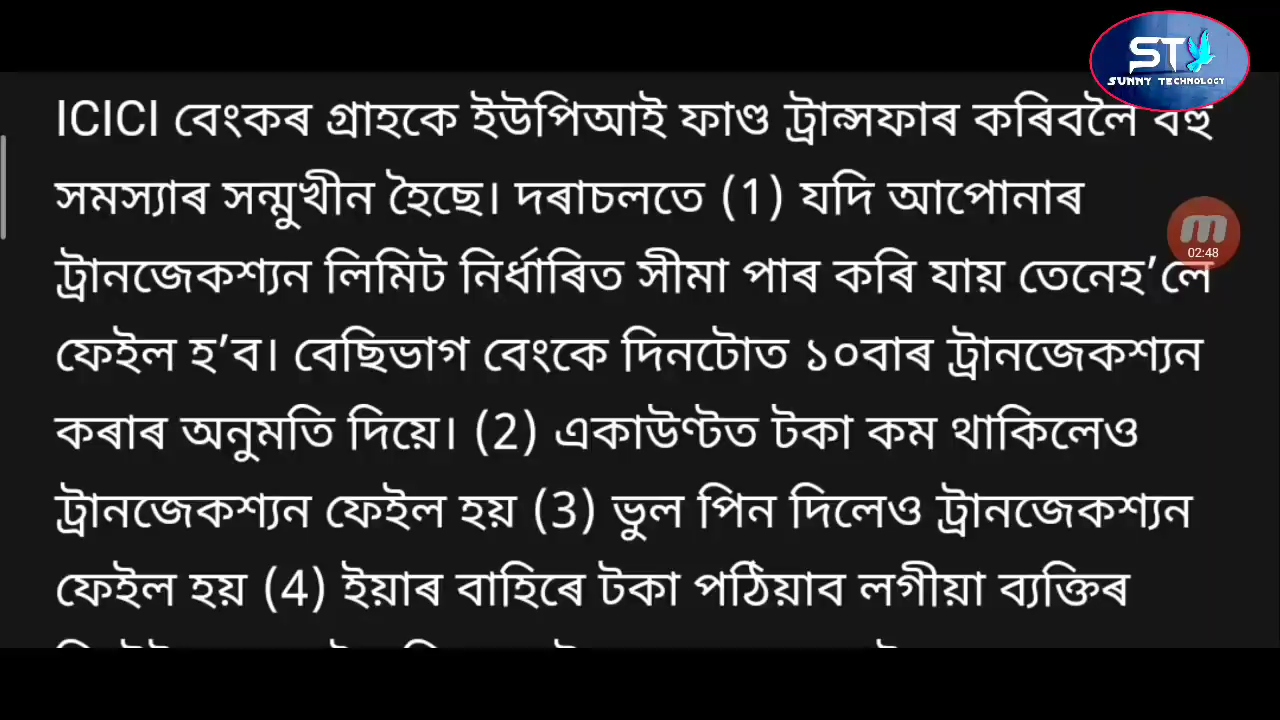 ST
SUNNY TECHNOLOGY
ICICI বেংকৰ গ্ৰাহকে ইউপিআই ফাণ্ড ট্ৰান্সফাৰ কৰিবলৈ বহু
সমস্যাৰ সন্মুখীন হৈছে। দৰাচলতে (1) যদি আপোনাৰ
02:48
ট্ৰানজেকশ্যন লিমিট নিৰ্ধাৰিত সীমা পাৰ কৰি যায় তেনেহ’লে
ফেইল হ’ব। বেছিভাগ বেংকে দিনটোত ১০বাৰ ট্ৰানজেকশ্যন
কৰাৰ অনুমতি দিয়ে। (2) একাউণ্টত টকা কম থাকিলেও
ট্ৰানজেকশ্যন ফেইল হয় (3) ভুল পিন দিলেও ট্ৰানজেকশ্যন
ফেইল হয় (4) ইয়াৰ বাহিৰে টকা পঠিয়াব লগীয়া ব্যক্তিৰ